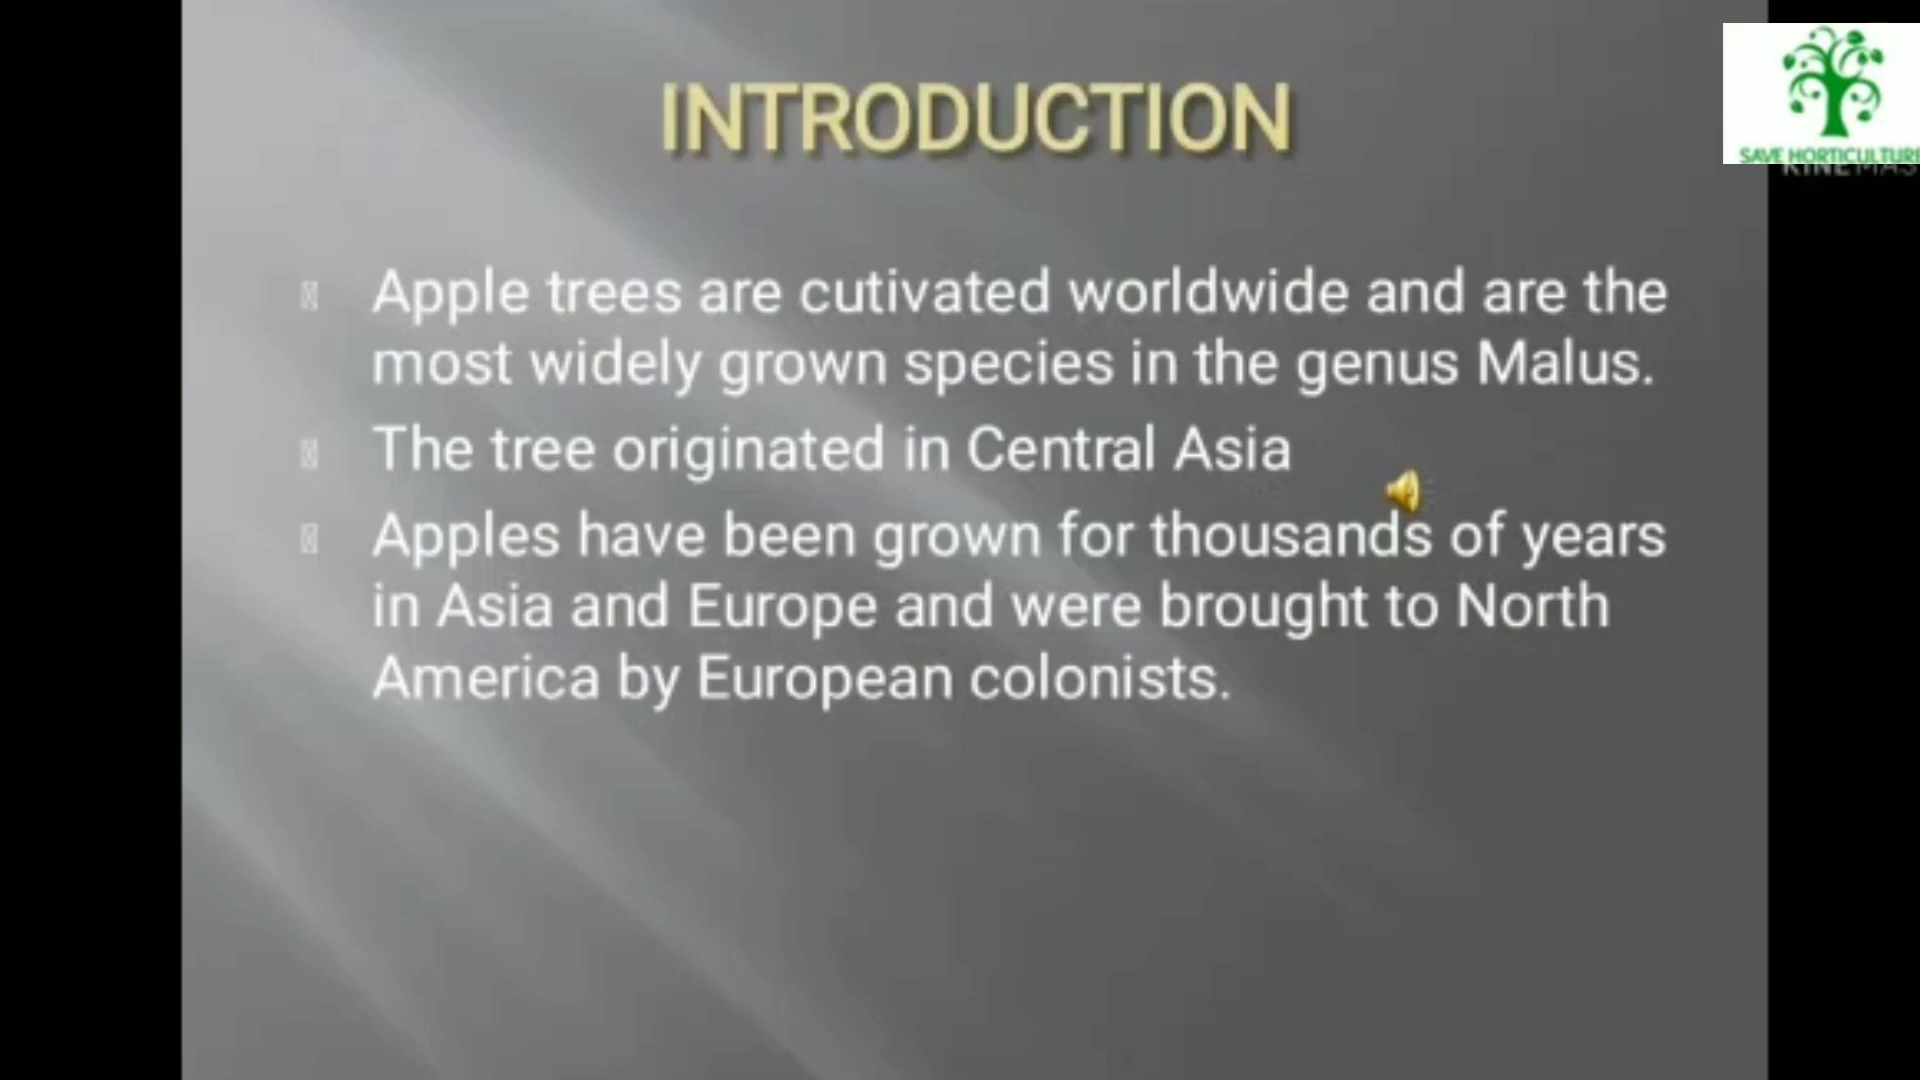 INTRODUCTION
SAVE HORTICULTURE
Apple trees are cutivated worldwide and are the
most widely grown species in the genus Malus.
The tree originated in Central Asia
Apples have been grown for thousands of years
in Asia and Europe and were brought to North
America by European colonists.